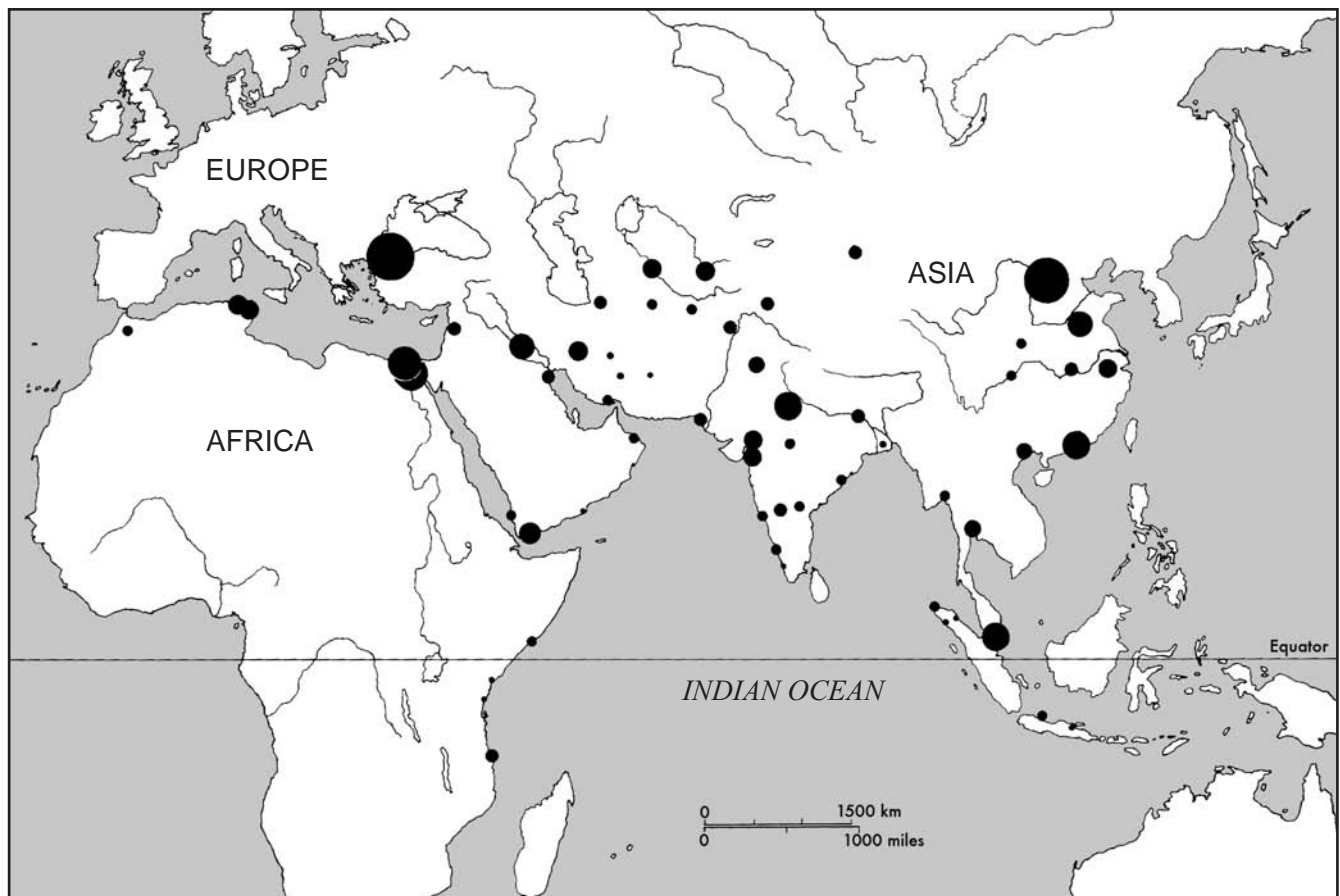 EUROPE
ASIA
AFRICA
Equator
INDIAN OCEAN
0 1500 km
0 1000 miles